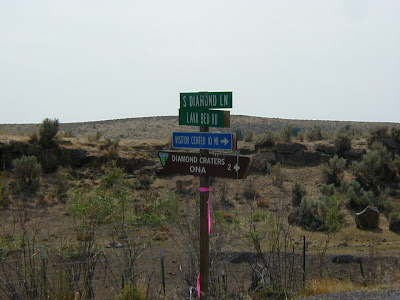 S DIAMOND LN
LAVA BED RD
VISITOR CENTER 10 MI
DIAMOND CRATERS
ONA 2